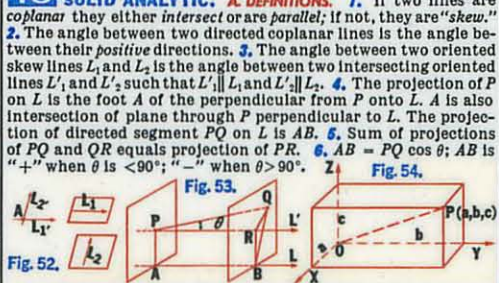 SOLID ANALYTIC. A. DEFINITIONS. 1. If two lines are
coplanar they either intersect or are parallel; if not, they are "skew."
2. The angle between two directed coplanar lines is the angle be-
tween their positive directions. 3. The angle between two oriented
skew lines L₁ and L₂ is the angle between two intersecting oriented
lines L'₁ and L'₂ such that L'₁∥L₁ and L'₂∥L₂. 4. The projection of P
on L is the foot A of the perpendicular from P onto L. A is also
intersection of plane through P perpendicular to L. The projec-
tion of directed segment PQ on L is AB. 5. Sum of projections
of PQ and QR equals projection of PR. 6. AB = PQ cos θ; AB is
"+" when θ is <90°; "−" when θ>90°.
Fig. 52.
A L₂' L₁' L₁ L₂
Fig. 53.
P Q θ R L' L A B
Fig. 54.
Z c P(a,b,c) b O a Y X